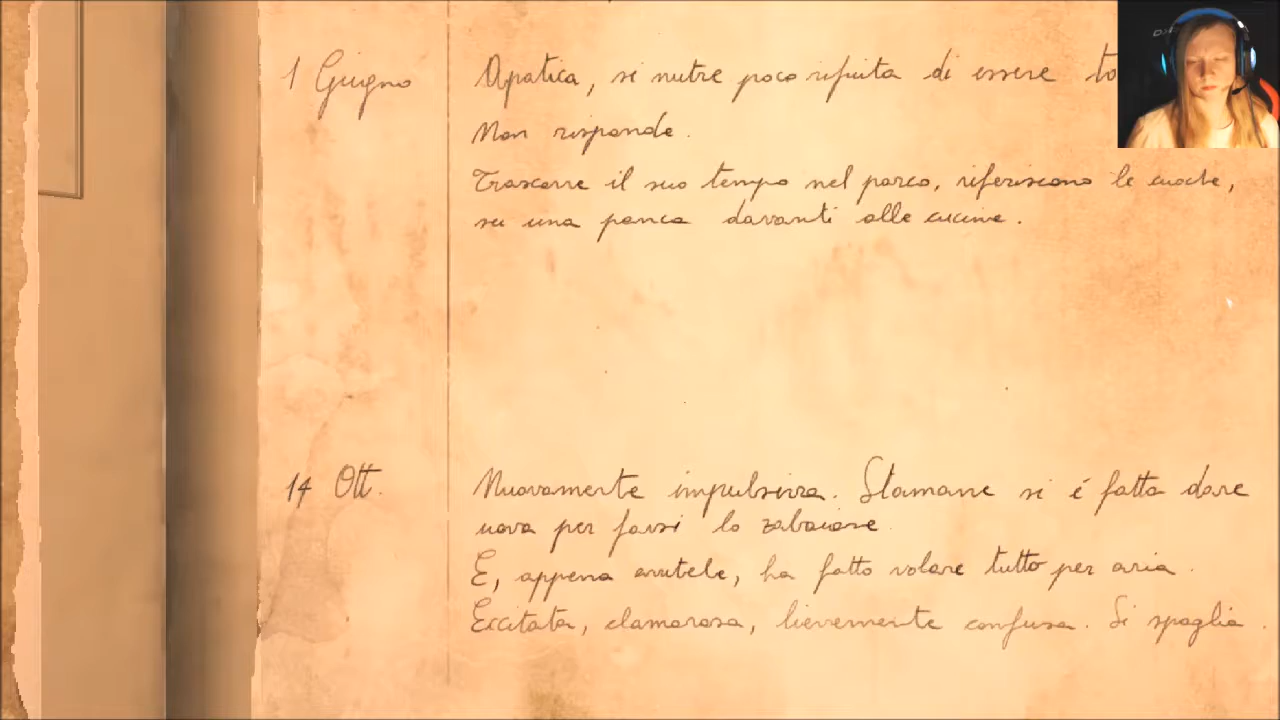 1 Giugno Apatica, si nutre poco rifiuta di essere
Non risponde.
Trascorre il suo tempo nel parco, riferiscono le cuoche,
su una panca davanti alle cucine.
14 Ott. Nuovamente impulsiva. Stamane si é fatta dare
uova per farsi lo zabaione
E, appena avutele, ha fatto volare tutto per aria.
Eccitata, clamorosa, lievemente confusa. Si spoglia.